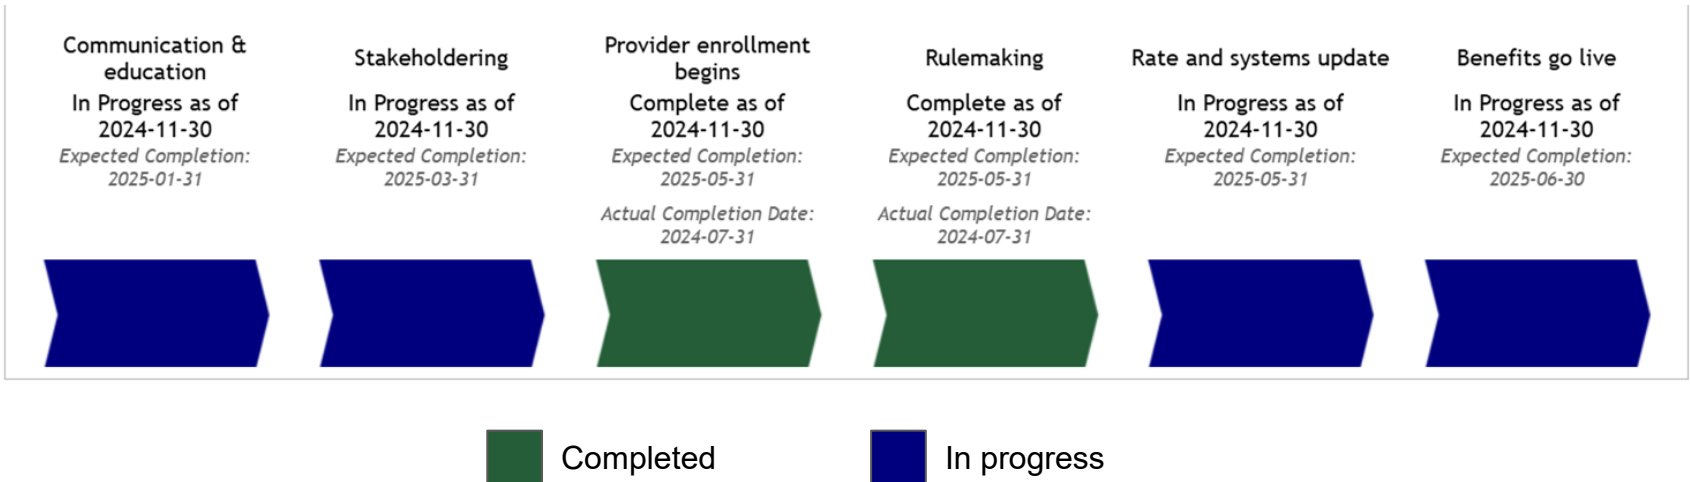 Communication &
education
In Progress as of
2024-11-30
Expected Completion:
2025-01-31
Stakeholdering
In Progress as of
2024-11-30
Expected Completion:
2025-03-31
Provider enrollment
begins
Complete as of
2024-11-30
Expected Completion:
2025-05-31
Actual Completion Date:
2024-07-31
Rulemaking
Complete as of
2024-11-30
Expected Completion:
2025-05-31
Actual Completion Date:
2024-07-31
Rate and systems update
In Progress as of
2024-11-30
Expected Completion:
2025-05-31
Benefits go live
In Progress as of
2024-11-30
Expected Completion:
2025-06-30
Completed
In progress